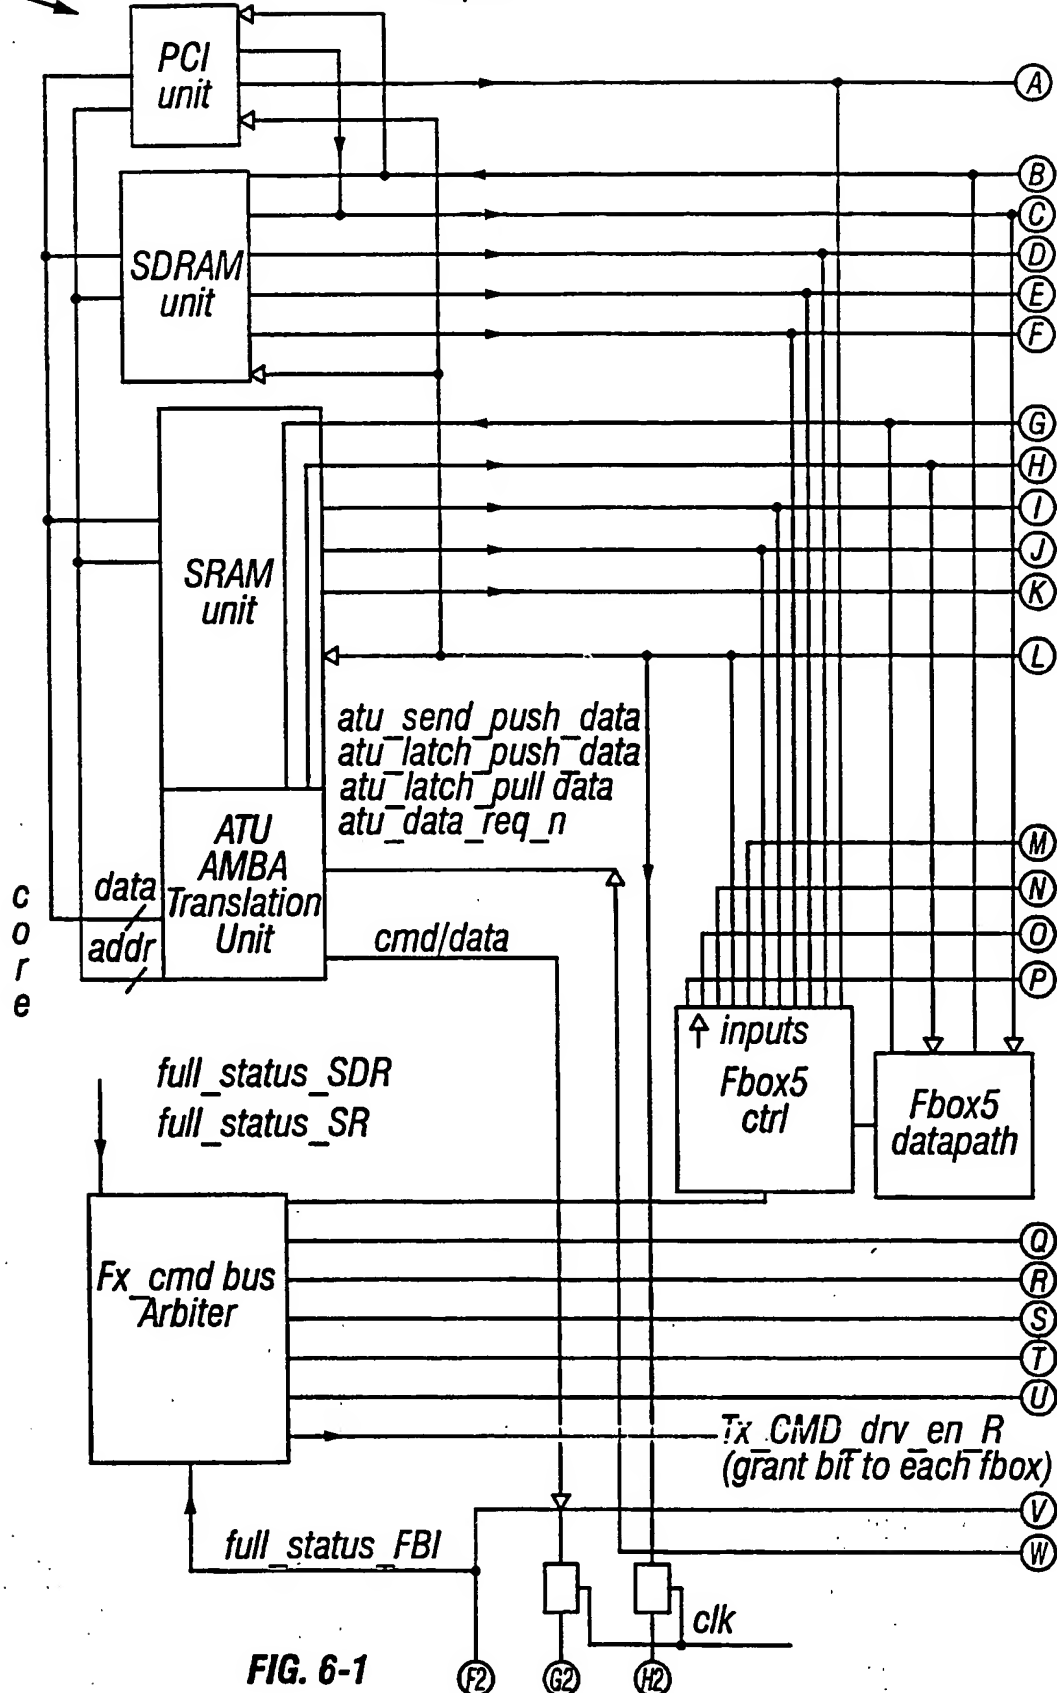 PCI
unit
A
B
C
SDRAM
unit
D
E
F
G
H
I
SRAM
unit
J
K
L
atu_send_push_data
atu_latch_push_data
atu_latch_pull data
atu_data_req_n
ATU
AMBA
Translation
Unit
core
data
addr
cmd/data
M
N
O
P
inputs
Fbox5
ctrl
Fbox5
datapath
full_status_SDR
full_status_SR
Fx_cmd bus
Arbiter
Q
R
S
T
U
Tx_CMD_drv_en_R
(grant bit to each fbox)
V
full_status_FBI
W
clk
FIG. 6-1
F2
G2
H2